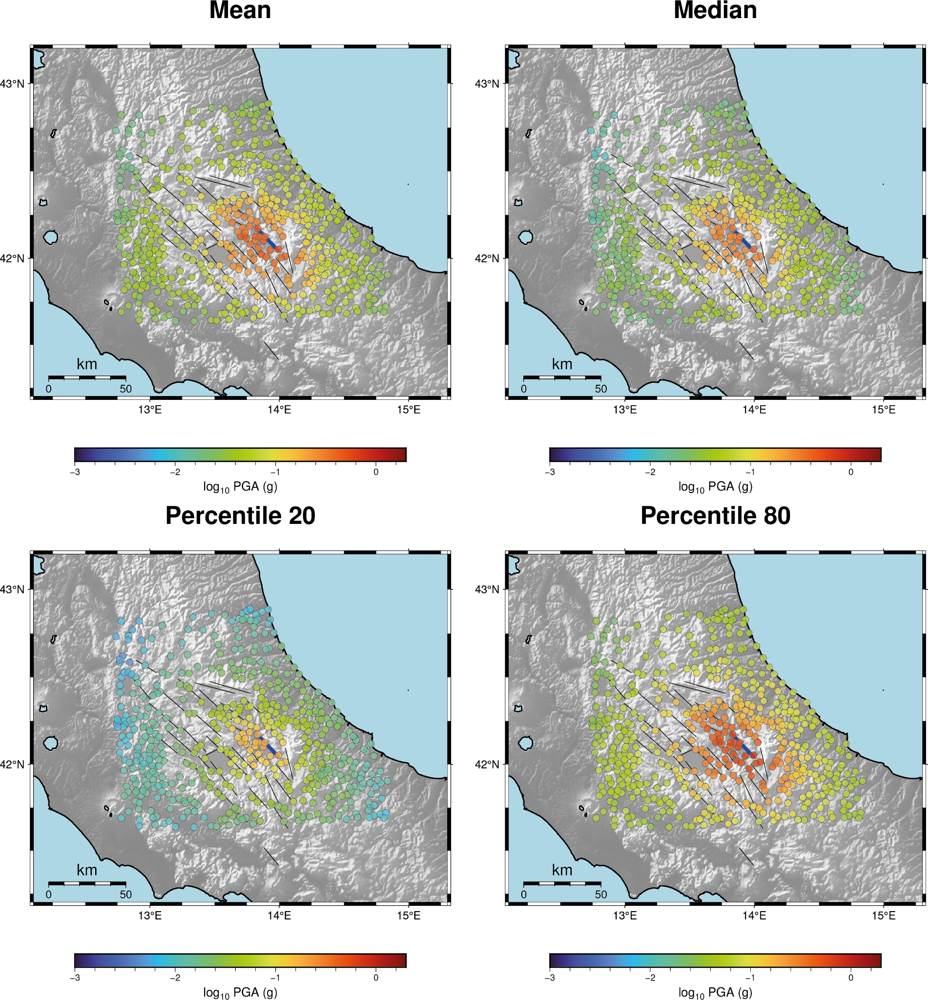 Mean
Median
43°N
42°N
km
0 50
13°E 14°E 15°E
43°N
42°N
km
0 50
13°E 14°E 15°E
−3 −2 −1 0
log10 PGA (g)
−3 −2 −1 0
log10 PGA (g)
Percentile 20
Percentile 80
43°N
42°N
km
0 50
13°E 14°E 15°E
43°N
42°N
km
0 50
13°E 14°E 15°E
−3 −2 −1 0
log10 PGA (g)
−3 −2 −1 0
log10 PGA (g)